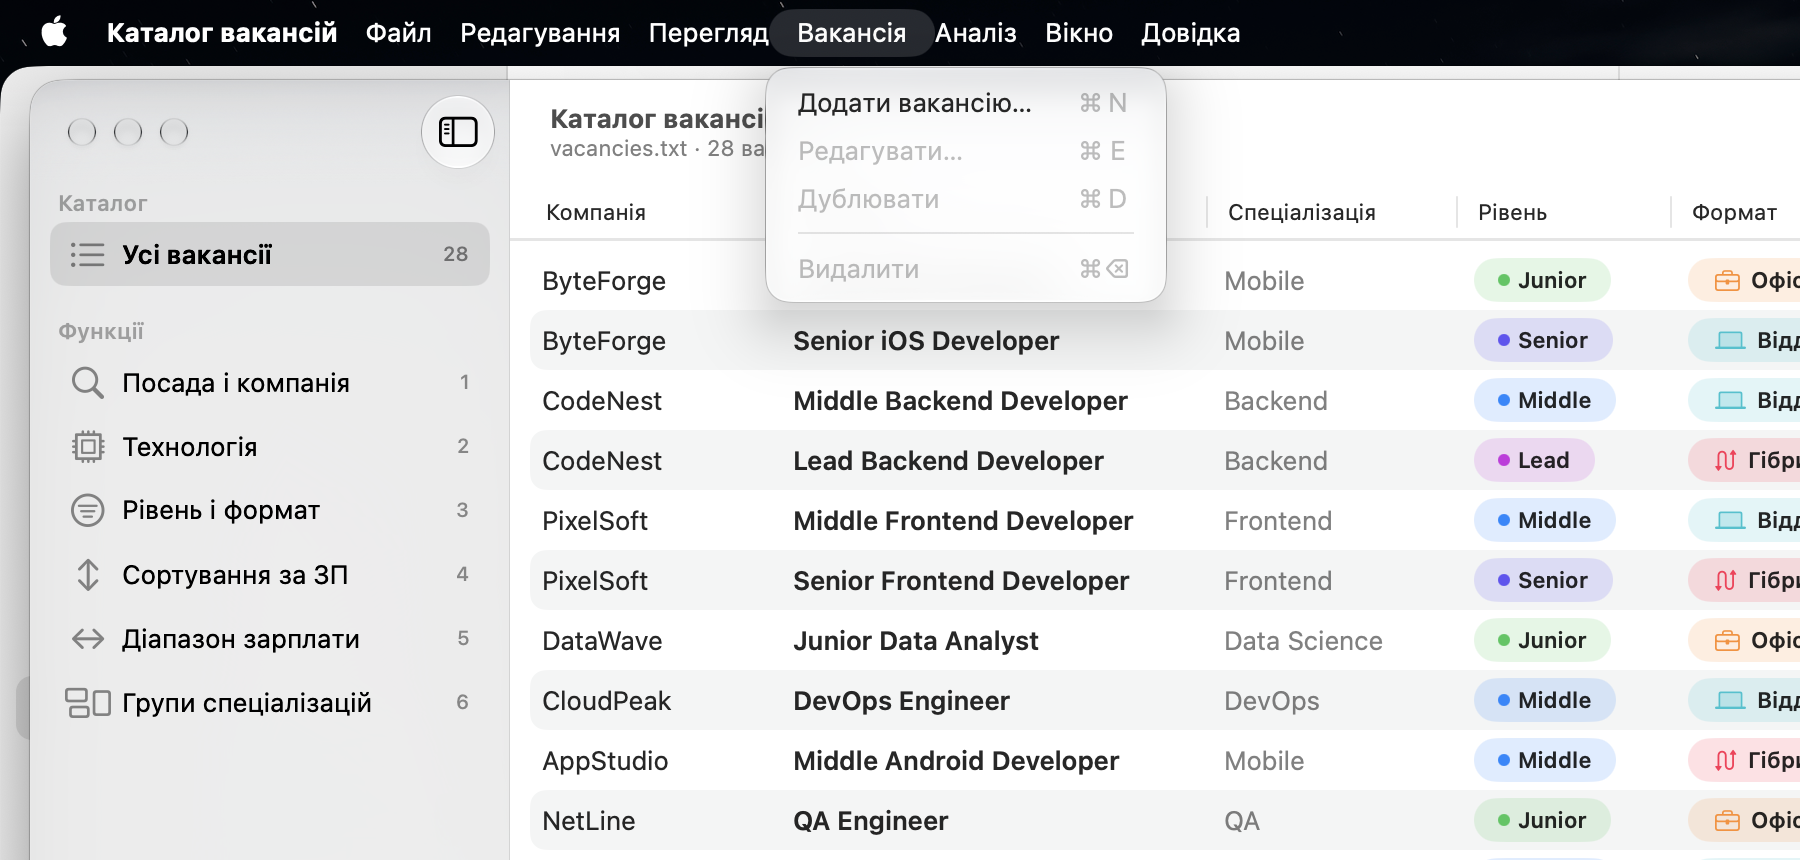 Каталог вакансій Файл Редагування Перегляд Вакансія Аналіз Вікно Довідка
Додати вакансію... ⌘ N
Редагувати... ⌘ E
Дублювати ⌘ D
Видалити ⌘⌫
Каталог
Усі вакансії 28
Функції
Посада і компанія 1
Технологія 2
Рівень і формат 3
Сортування за ЗП 4
Діапазон зарплати 5
Групи спеціалізацій 6
Каталог
vacancies.txt · 28
Компанія Спеціалізація Рівень Формат
ByteForge Mobile Junior
ByteForge Senior iOS Developer Mobile Senior
CodeNest Middle Backend Developer Backend Middle
CodeNest Lead Backend Developer Backend Lead
PixelSoft Middle Frontend Developer Frontend Middle
PixelSoft Senior Frontend Developer Frontend Senior
DataWave Junior Data Analyst Data Science Junior
CloudPeak DevOps Engineer DevOps Middle
AppStudio Middle Android Developer Mobile Middle
NetLine QA Engineer QA Junior